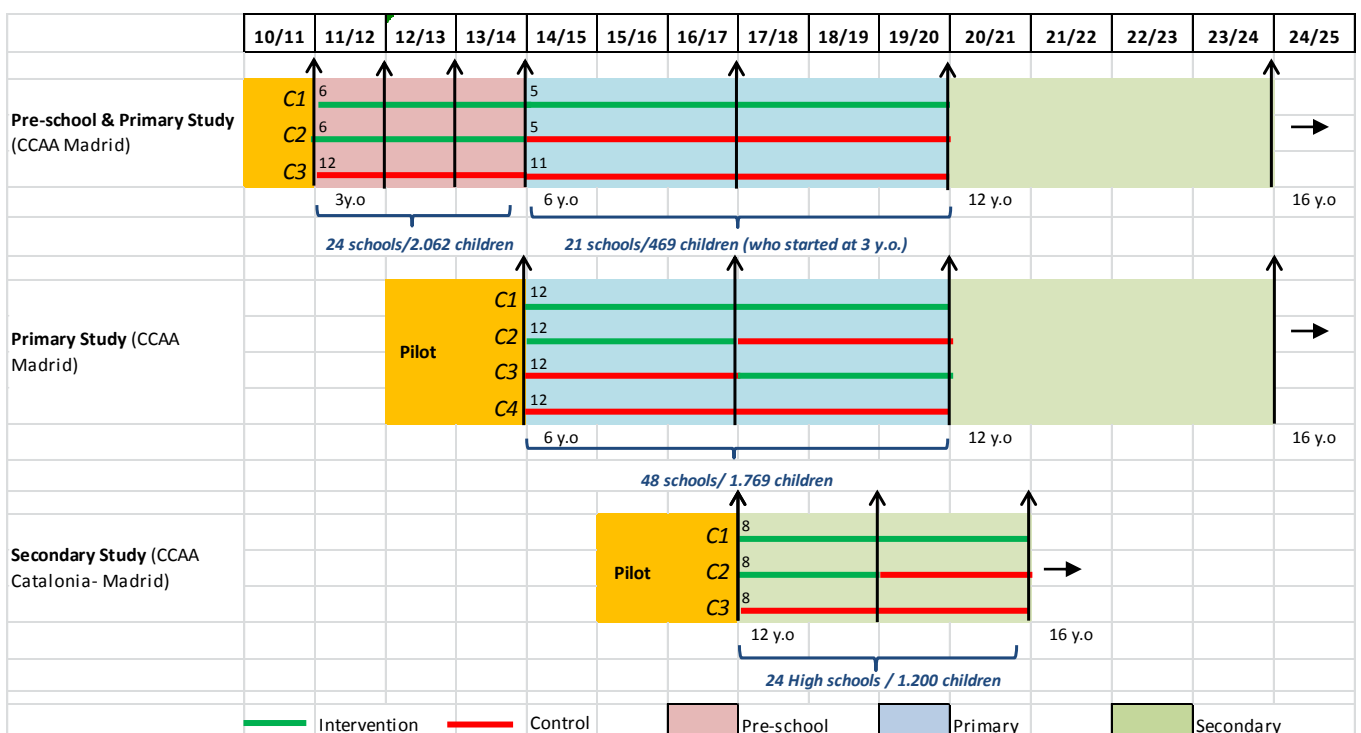 10/11 11/12 12/13 13/14 14/15 15/16 16/17 17/18 18/19 19/20 20/21 21/22 22/23 23/24 24/25
Pre-school & Primary Study
(CCAA Madrid)
C1 6 5
C2 6 5
C3 12 11
3y.o 6 y.o 12 y.o 16 y.o
24 schools/2.062 children 21 schools/469 children (who started at 3 y.o.)
Primary Study (CCAA
Madrid)
Pilot
C1 12
C2 12
C3 12
C4 12
6 y.o 12 y.o 16 y.o
48 schools/ 1.769 children
Secondary Study (CCAA
Catalonia- Madrid)
Pilot
C1 8
C2 8
C3 8
12 y.o 16 y.o
24 High schools / 1.200 children
Intervention Control Pre-school Primary Secondary